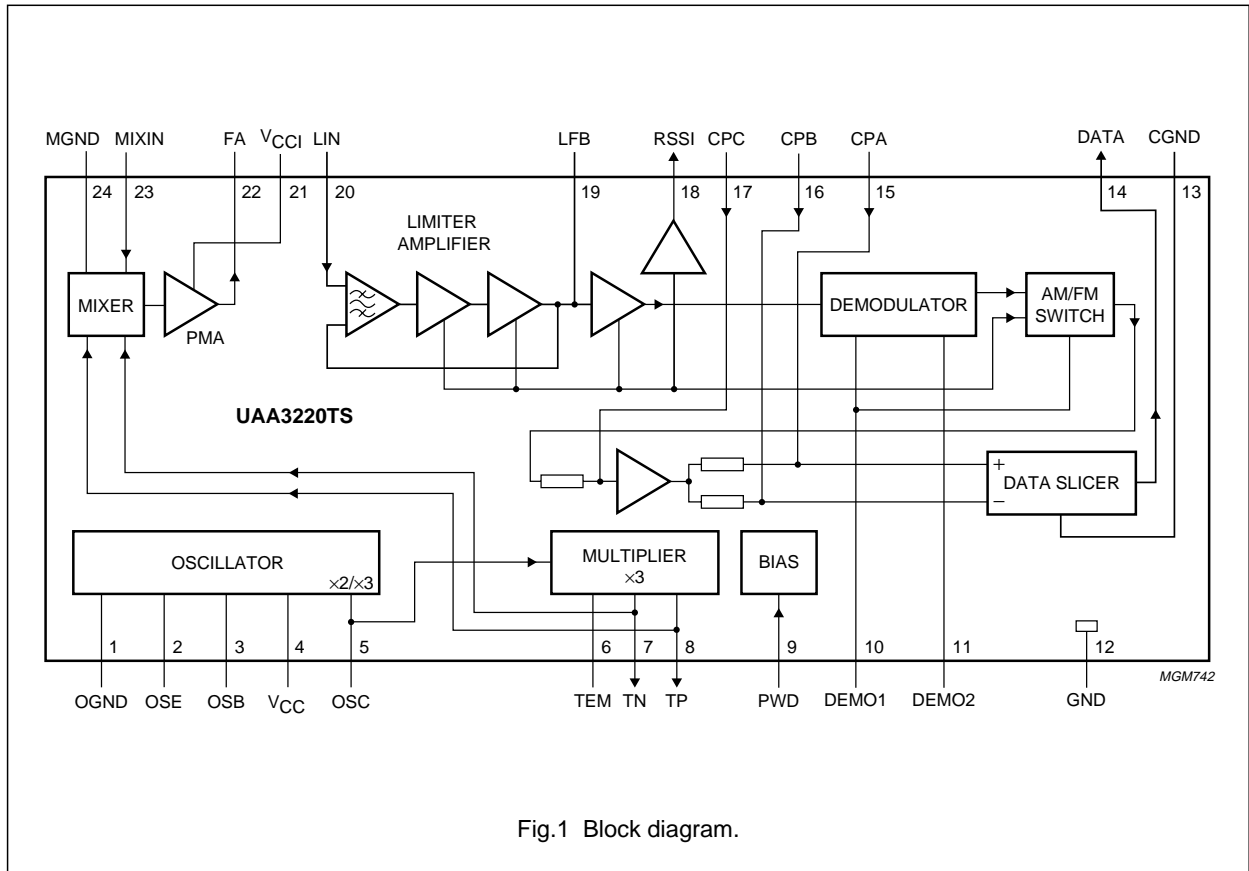 MGND MIXIN FA VCCI LIN LFB RSSI CPC CPB CPA DATA CGND
24 23 22 21 20 19 18 17 16 15 14 13
LIMITER
AMPLIFIER
MIXER
PMA
DEMODULATOR
AM/FM
SWITCH
UAA3220TS
+
−
DATA SLICER
OSCILLATOR
×2/×3
MULTIPLIER
×3
BIAS
1 2 3 4 5 6 7 8 9 10 11 12
MGM742
OGND OSE OSB VCC OSC TEM TN TP PWD DEMO1 DEMO2 GND
Fig.1 Block diagram.